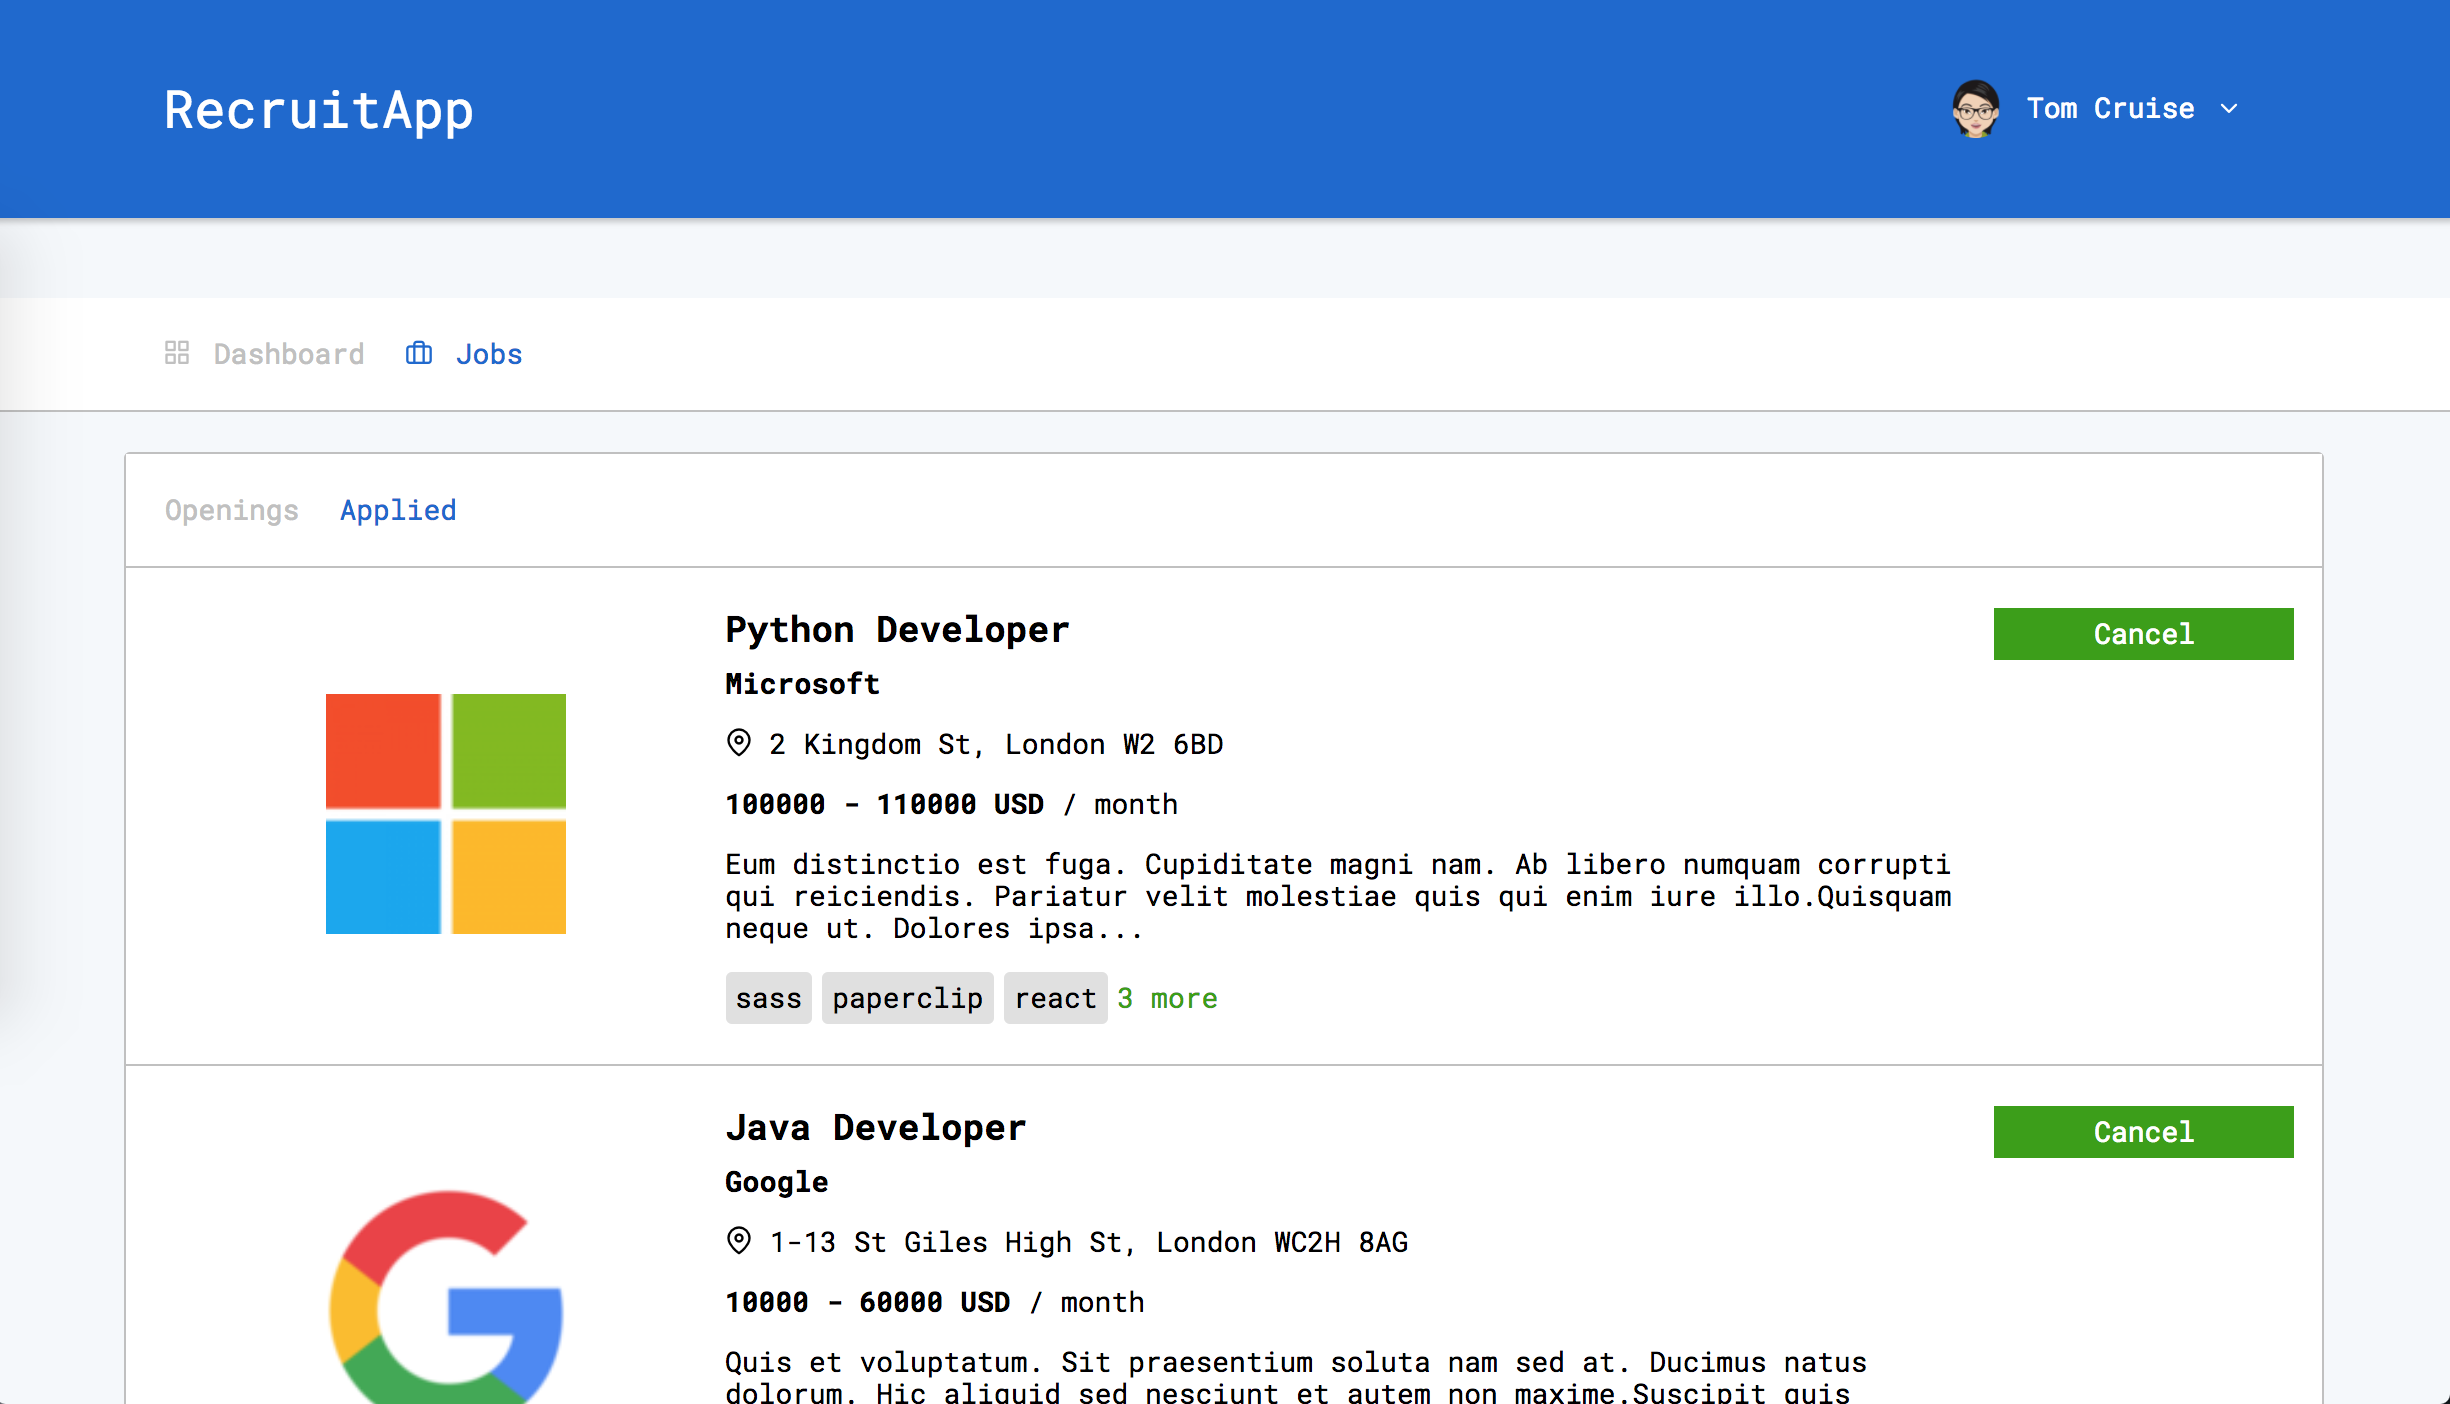 RecruitApp
Tom Cruise
Dashboard Jobs
Openings Applied
Python Developer
Cancel
Microsoft
2 Kingdom St, London W2 6BD
100000 - 110000 USD / month
Eum distinctio est fuga. Cupiditate magni nam. Ab libero numquam corrupti
qui reiciendis. Pariatur velit molestiae quis qui enim iure illo.Quisquam
neque ut. Dolores ipsa...
sass paperclip react 3 more
Java Developer
Cancel
Google
1-13 St Giles High St, London WC2H 8AG
10000 - 60000 USD / month
Quis et voluptatum. Sit praesentium soluta nam sed at. Ducimus natus
dolorum. Hic aliquid sed nesciunt et autem non maxime.Suscipit quis